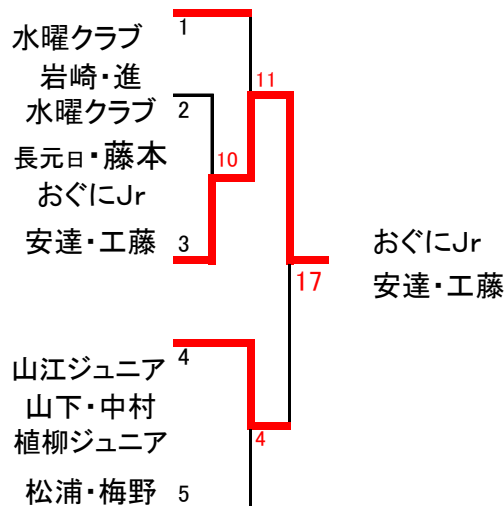 水曜クラブ
1
岩崎・進
11
水曜クラブ
2
長元日・藤本
10
おぐにJr
安達・工藤
3
おぐにJr
17
安達・工藤
山江ジュニア
4
山下・中村
植柳ジュニア
4
松浦・梅野
5